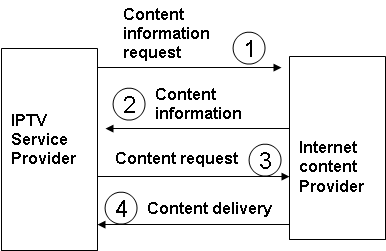 Content
information
request
1
2
Content
information
IPTV
Service
Provider
Content request
3
Internet
content
Provider
4
Content delivery